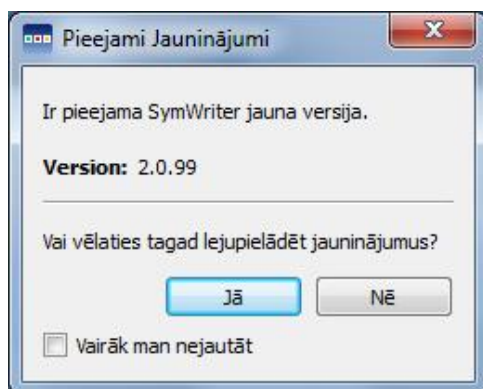 Pieejami Jauninājumi
Ir pieejama SymWriter jauna versija.
Version: 2.0.99
Vai vēlaties tagad lejupielādēt jauninājumus?
Jā Nē
Vairāk man nejautāt